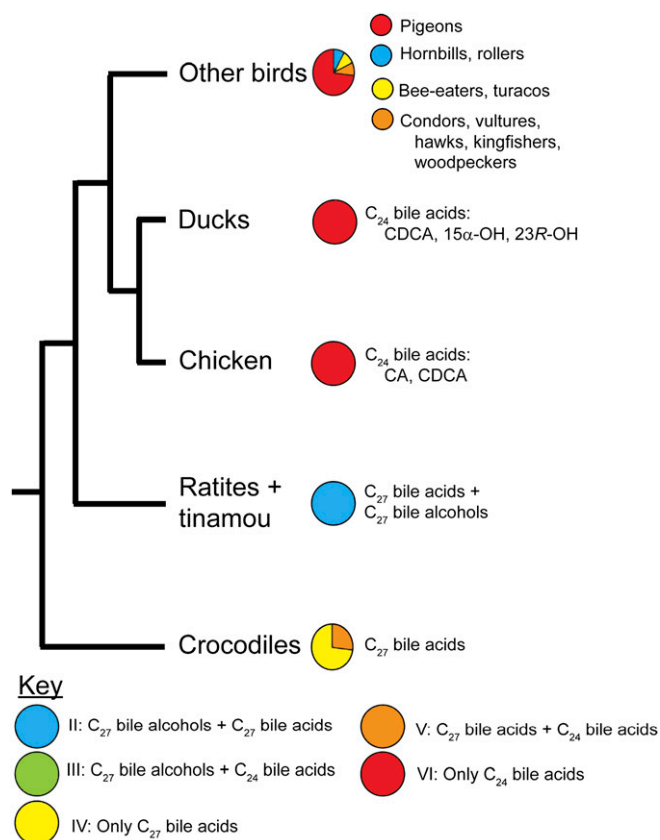 Pigeons
Other birds
Hornbills, rollers
Bee-eaters, turacos
Condors, vultures,
hawks, kingfishers,
woodpeckers
Ducks
C₂₄ bile acids:
CDCA, 15α-OH, 23R-OH
Chicken
C₂₄ bile acids:
CA, CDCA
Ratites +
tinamou
C₂₇ bile acids +
C₂₇ bile alcohols
Crocodiles
C₂₇ bile acids
Key
II: C₂₇ bile alcohols + C₂₇ bile acids
III: C₂₇ bile alcohols + C₂₄ bile acids
IV: Only C₂₇ bile acids
V: C₂₇ bile acids + C₂₄ bile acids
VI: Only C₂₄ bile acids